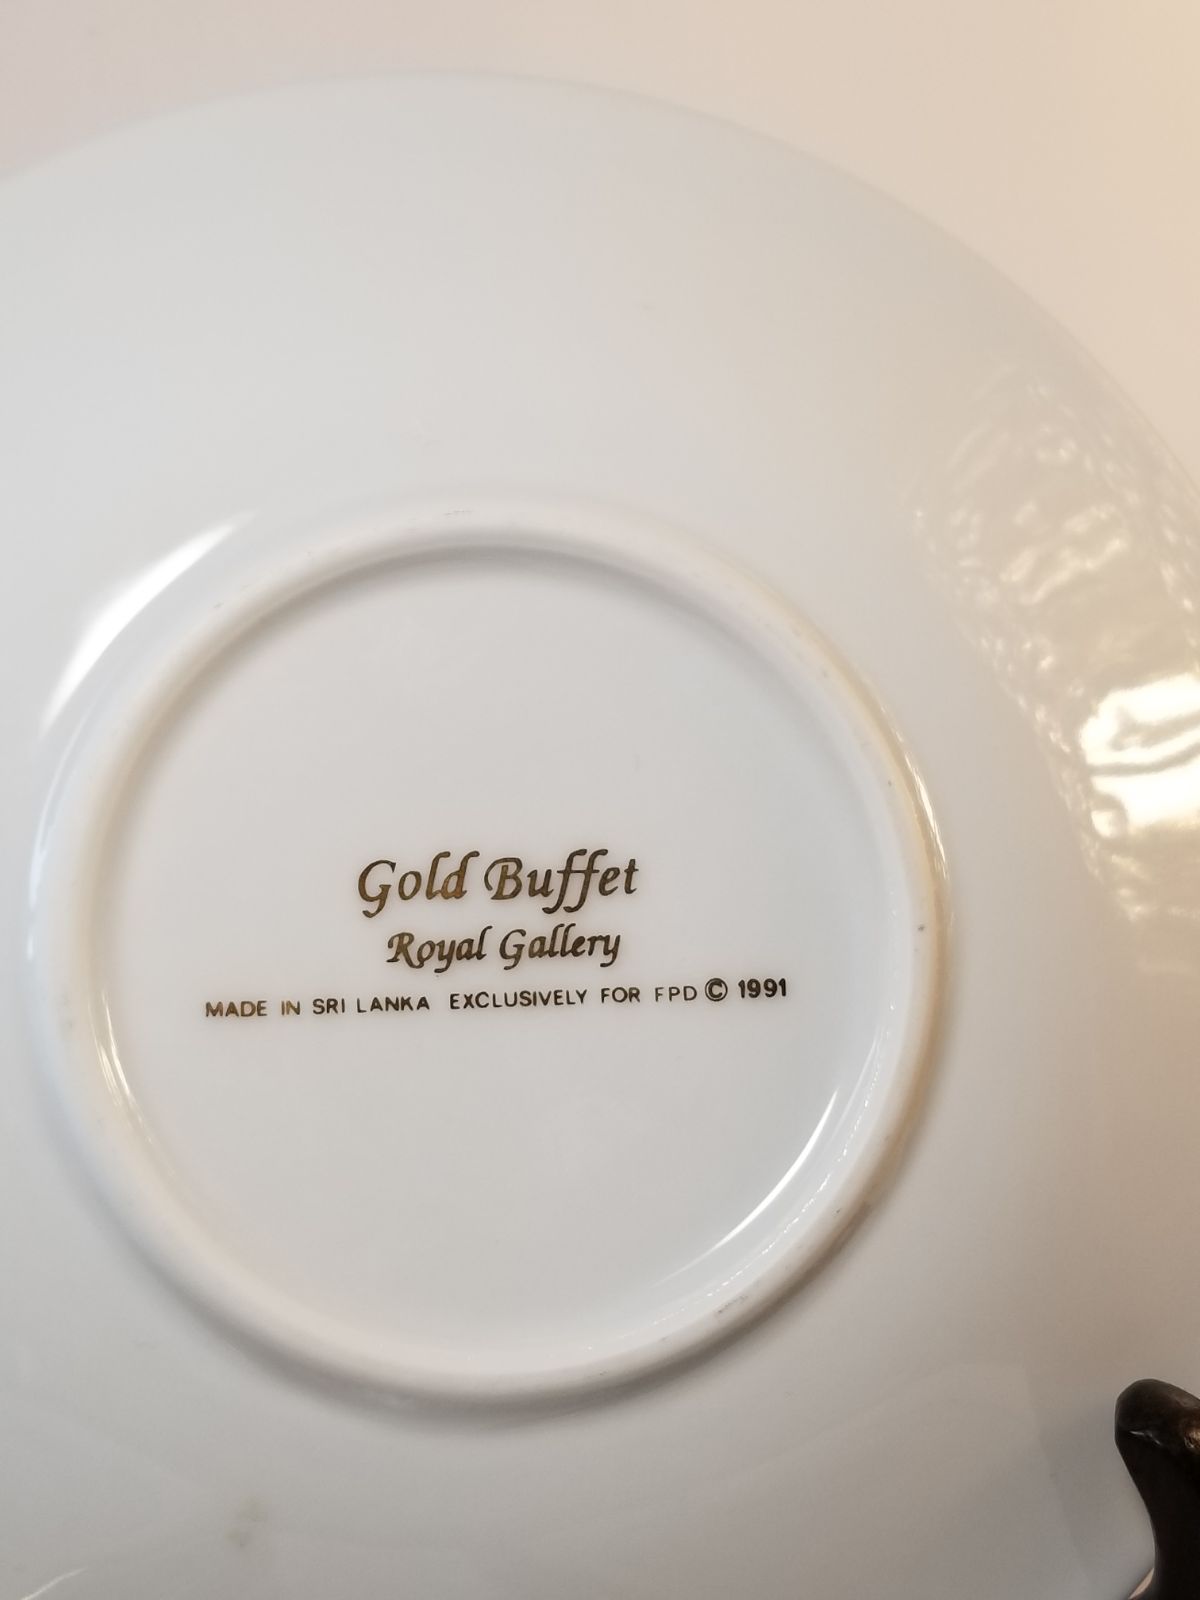 Gold Buffet
Royal Gallery
MADE IN SRI LANKA EXCLUSIVELY FOR FPD © 1991